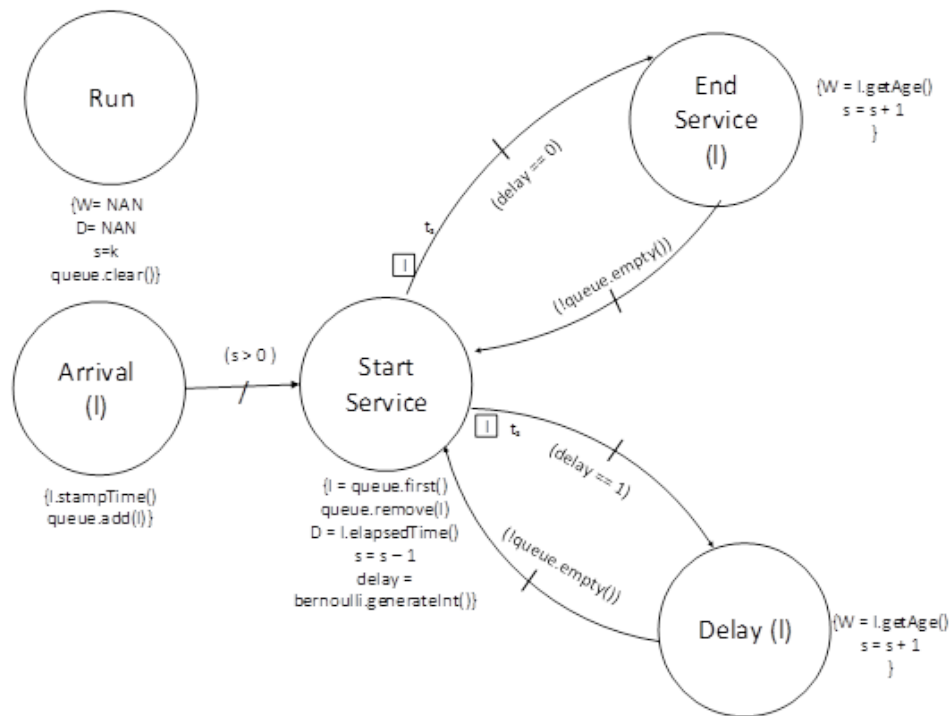 Run
{W= NAN
D= NAN
s=k
queue.clear()}
End
Service
(I)
{W = I.getAge()
s = s + 1
}
(delay == 0)
tₛ
I
(!queue.empty())
Arrival
(I)
{I.stampTime()
queue.add(I)}
(s > 0 )
Start
Service
{I = queue.first()
queue.remove(I)
D = I.elapsedTime()
s = s – 1
delay =
bernoulli.generateInt()}
I
tₛ
(delay == 1)
(!queue.empty())
Delay (I)
{W = I.getAge()
s = s + 1
}